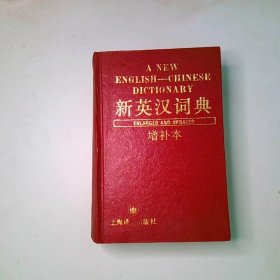 A NEW
ENGLISH—CHINESE
DICTIONARY
新英汉词典
ENLARGED AND UPDATED
增补本
上海译 出版社